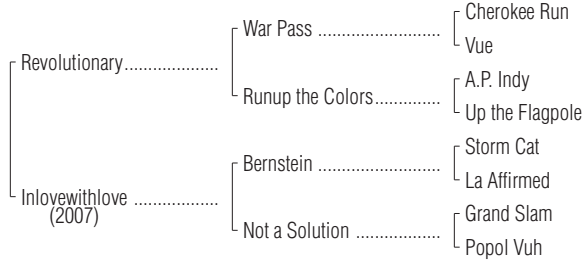 Cherokee Run
War Pass ........................
Vue
Revolutionary..................
A.P. Indy
Runup the Colors.............
Up the Flagpole
Storm Cat
Bernstein ........................
La Affirmed
Inlovewithlove ................
(2007)
Grand Slam
Not a Solution .................
Popol Vuh